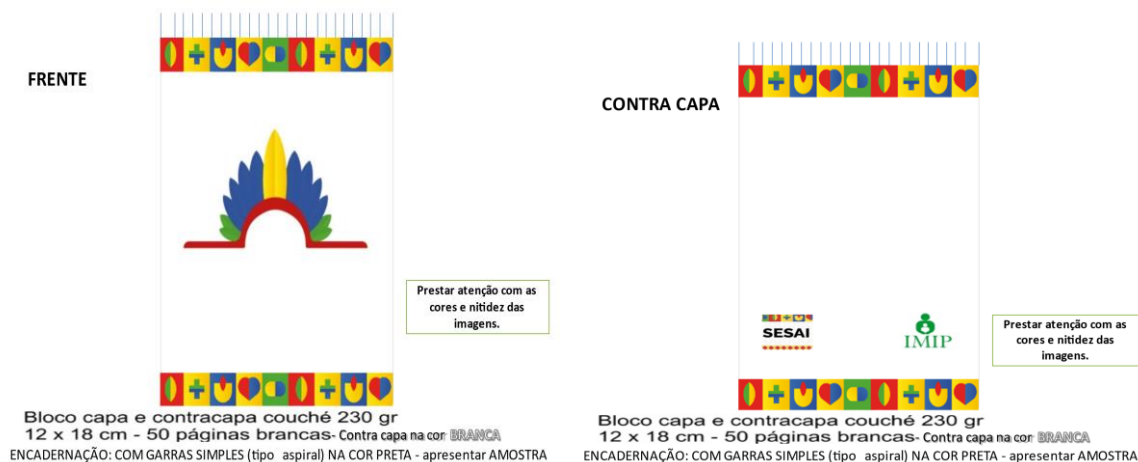 FRENTE
Prestar atenção com as
cores e nitidez das
imagens.
Bloco capa e contracapa couché 230 gr
12 x 18 cm - 50 páginas brancas- Contra capa na cor BRANCA
ENCADERNAÇÃO: COM GARRAS SIMPLES (tipo aspiral) NA COR PRETA - apresentar AMOSTRA
CONTRA CAPA
SESAI
IMIP
Prestar atenção com as
cores e nitidez das
imagens.
Bloco capa e contracapa couché 230 gr
12 x 18 cm - 50 páginas brancas- Contra capa na cor BRANCA
ENCADERNAÇÃO: COM GARRAS SIMPLES (tipo aspiral) NA COR PRETA - apresentar AMOSTRA